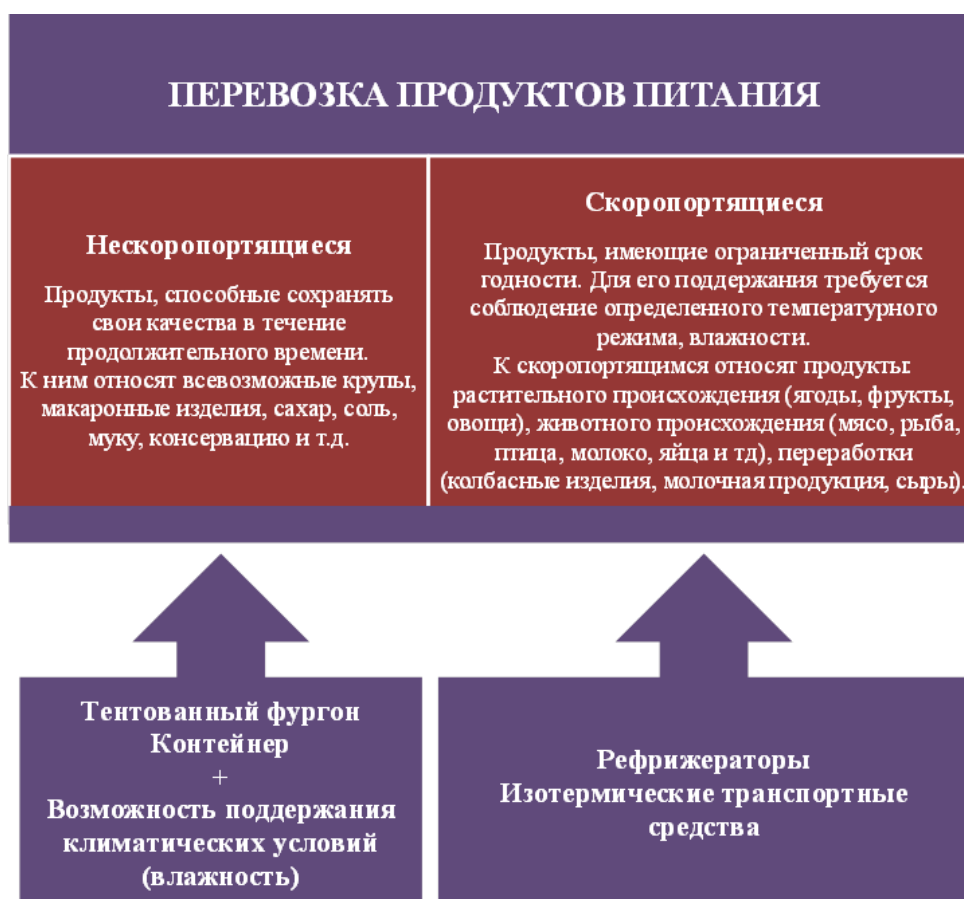 ПЕРЕВОЗКА ПРОДУКТОВ ПИТАНИЯ
Нескоропортящиеся
Продукты, способные сохранять
свои качества в течение
продолжительного времени.
К ним относят всевозможные крупы,
макаронные изделия, сахар, соль,
муку, консервацию и т.д.
Скоропортящиеся
Продукты, имеющие ограниченный срок
годности. Для его поддержания требуется
соблюдение определенного температурного
режима, влажности.
К скоропортящимся относят продукты:
растительного происхождения (ягоды, фрукты,
овощи), животного происхождения (мясо, рыба,
птица, молоко, яйца и тд), переработки
(колбасные изделия, молочная продукция, сыры).
Тентованный фургон
Контейнер
+
Возможность поддержания
климатических условий
(влажность)
Рефрижераторы
Изотермические транспортные
средства